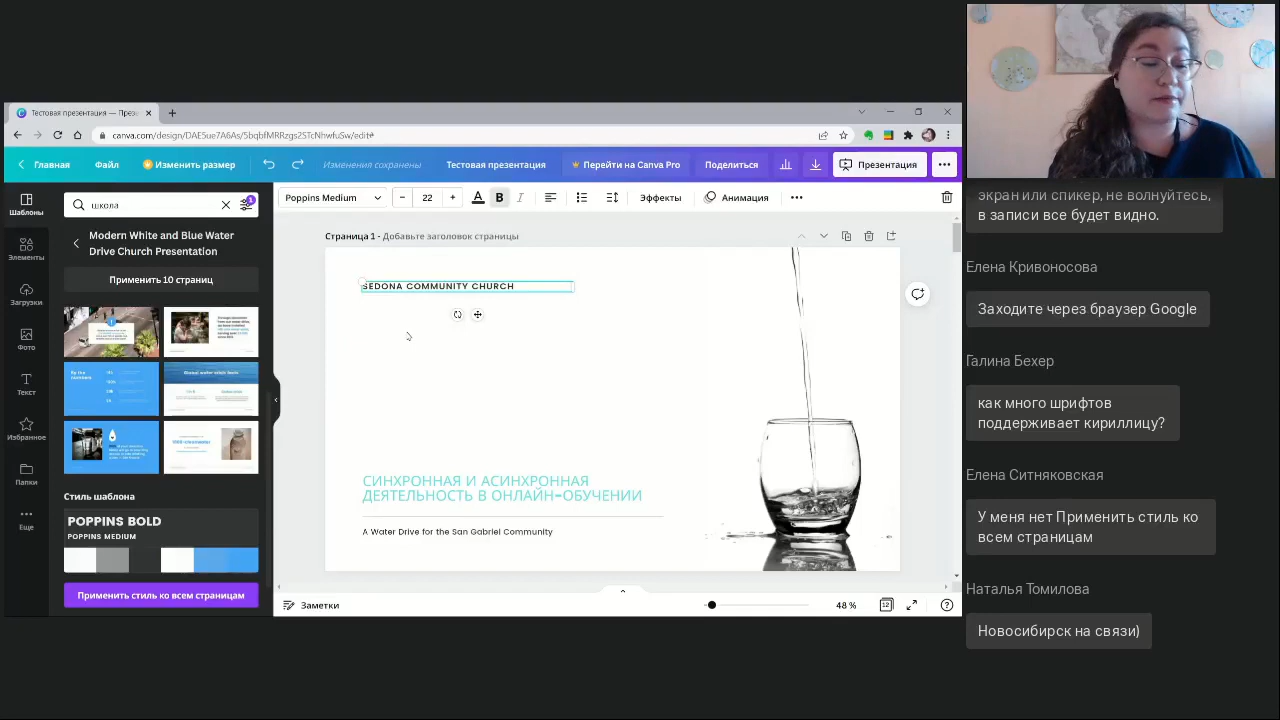 Тестовая презентация — През
canva.com/design/DAE5ue7A6As/5bqbfMRRzgs2STcNhwfuSw/edit#
Главная
Файл
Изменить размер
Изменения сохранены
Тестовая презентация
Перейти на Canva Pro
Поделиться
Презентация
Шаблоны
Элементы
Загрузки
Фото
Текст
Избранное
Папки
Еще
школа
1
Modern White and Blue Water
Drive Church Presentation
Применить 10 страниц
By the
numbers
Стиль шаблона
POPPINS BOLD
POPPINS MEDIUM
Применить стиль ко всем страницам
Poppins Medium
22
A
B
I
Эффекты
Анимация
Страница 1 - Добавьте заголовок страницы
SEDONA COMMUNITY CHURCH
СИНХРОННАЯ И АСИНХРОННАЯ
ДЕЯТЕЛЬНОСТЬ В ОНЛАЙН-ОБУЧЕНИИ
A Water Drive for the San Gabriel Community
Заметки
48 %
12
экран или спикер, не волнуйтесь,
в записи все будет видно.
Елена Кривоносова
Заходите через браузер Google
Галина Бехер
как много шрифтов
поддерживает кириллицу?
Елена Ситняковская
У меня нет Применить стиль ко
всем страницам
Наталья Томилова
Новосибирск на связи)